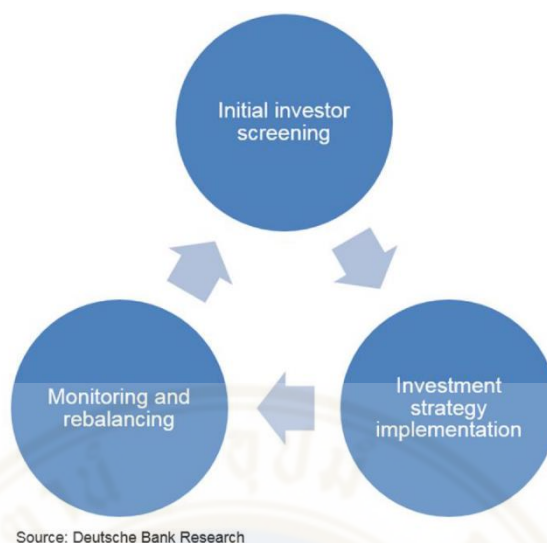 Initial investor
screening
Investment
strategy
implementation
Monitoring and
rebalancing
Source: Deutsche Bank Research